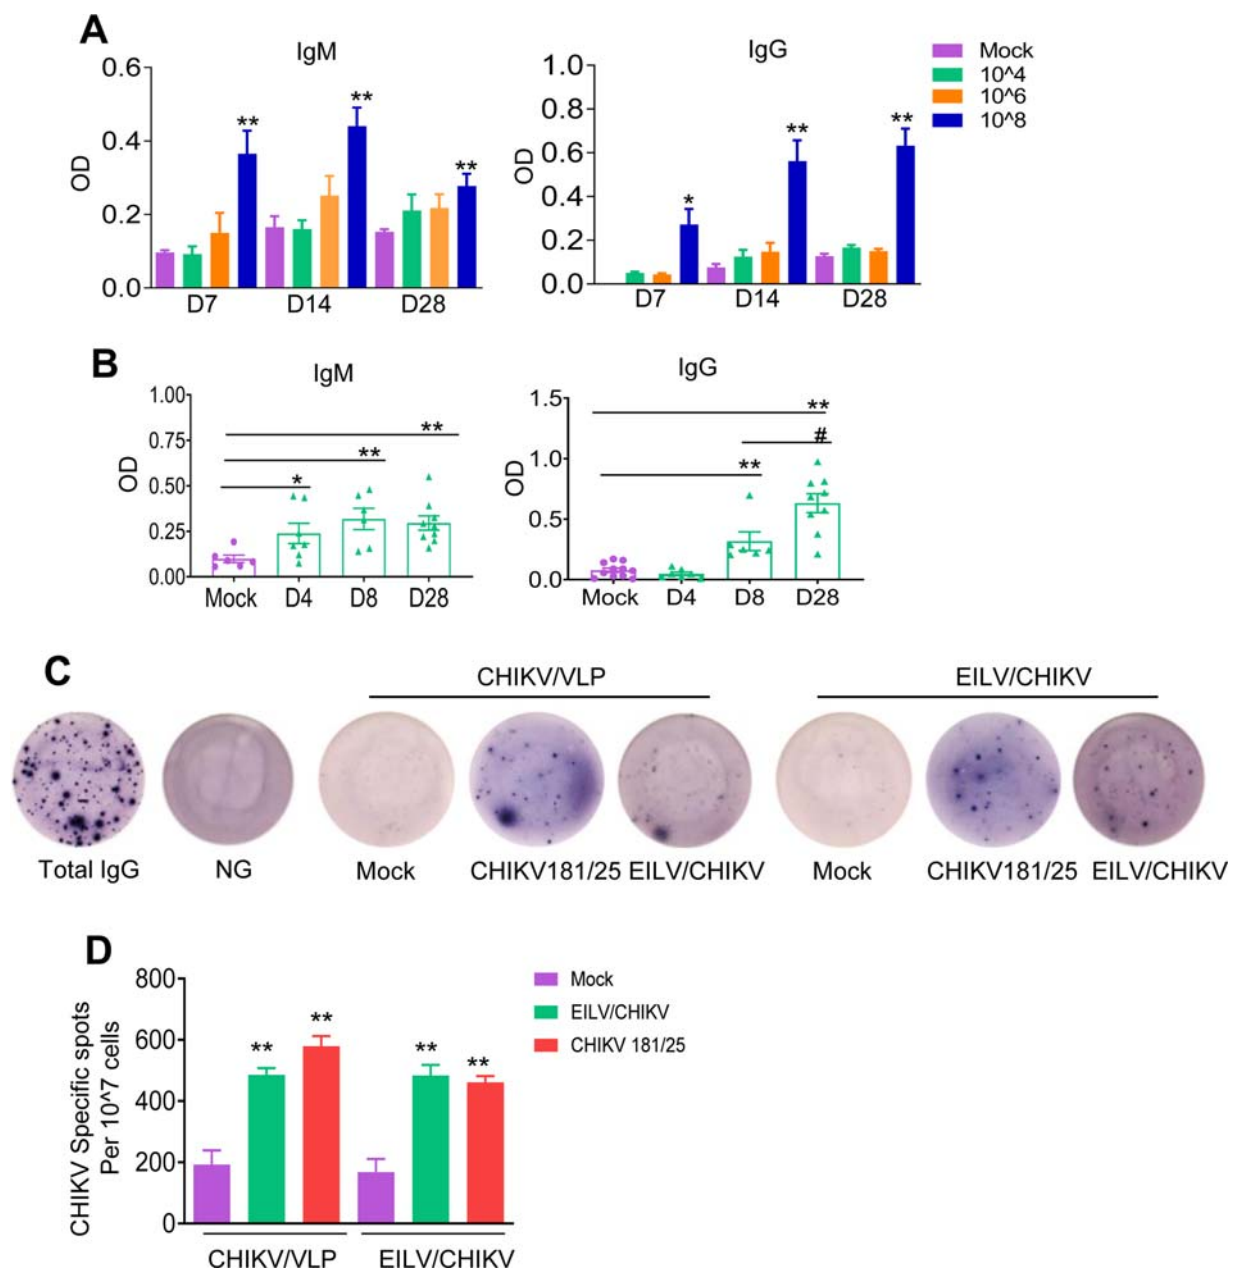 A
IgM
OD
0.6
0.4
0.2
0.0
** ** **
D7 D14 D28
IgG
OD
1.0
0.8
0.6
0.4
0.2
0.0
* ** **
D7 D14 D28
Mock
10^4
10^6
10^8
B
IgM
OD
1.00
0.75
0.50
0.25
0.00
**
**
*
Mock D4 D8 D28
IgG
OD
1.5
1.0
0.5
0.0
**
#
**
Mock D4 D8 D28
C
CHIKV/VLP EILV/CHIKV
Total IgG NG Mock CHIKV181/25 EILV/CHIKV Mock CHIKV181/25 EILV/CHIKV
D
CHIKV Specific spots
Per 10^7 cells
800
600
400
200
0
** ** ** **
CHIKV/VLP EILV/CHIKV
Mock
EILV/CHIKV
CHIKV 181/25